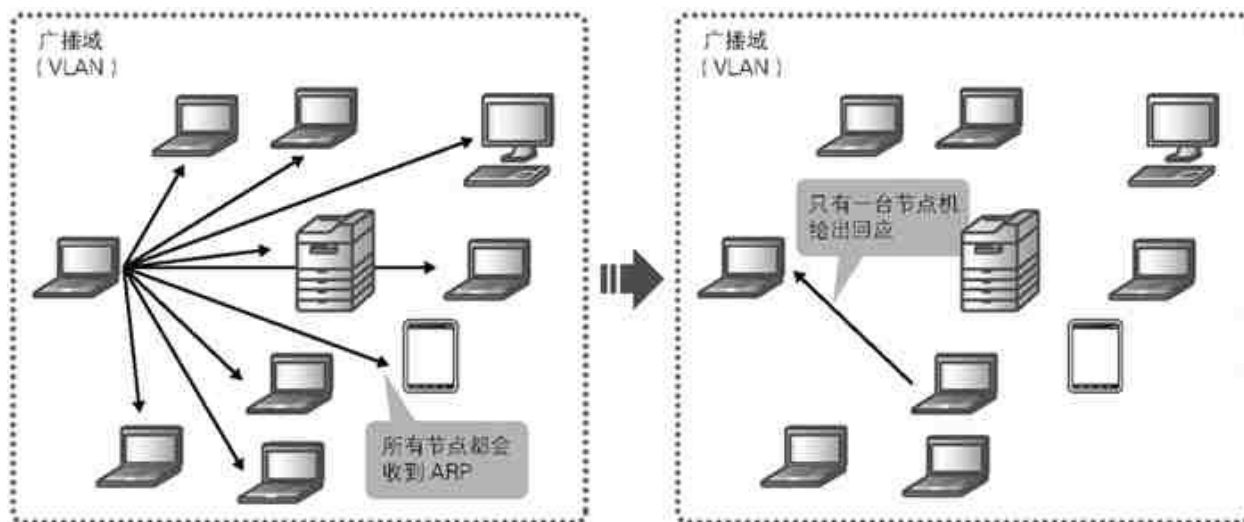 广播域
（VLAN）
所有节点都会
收到 ARP
广播域
（VLAN）
只有一台节点机
给出回应